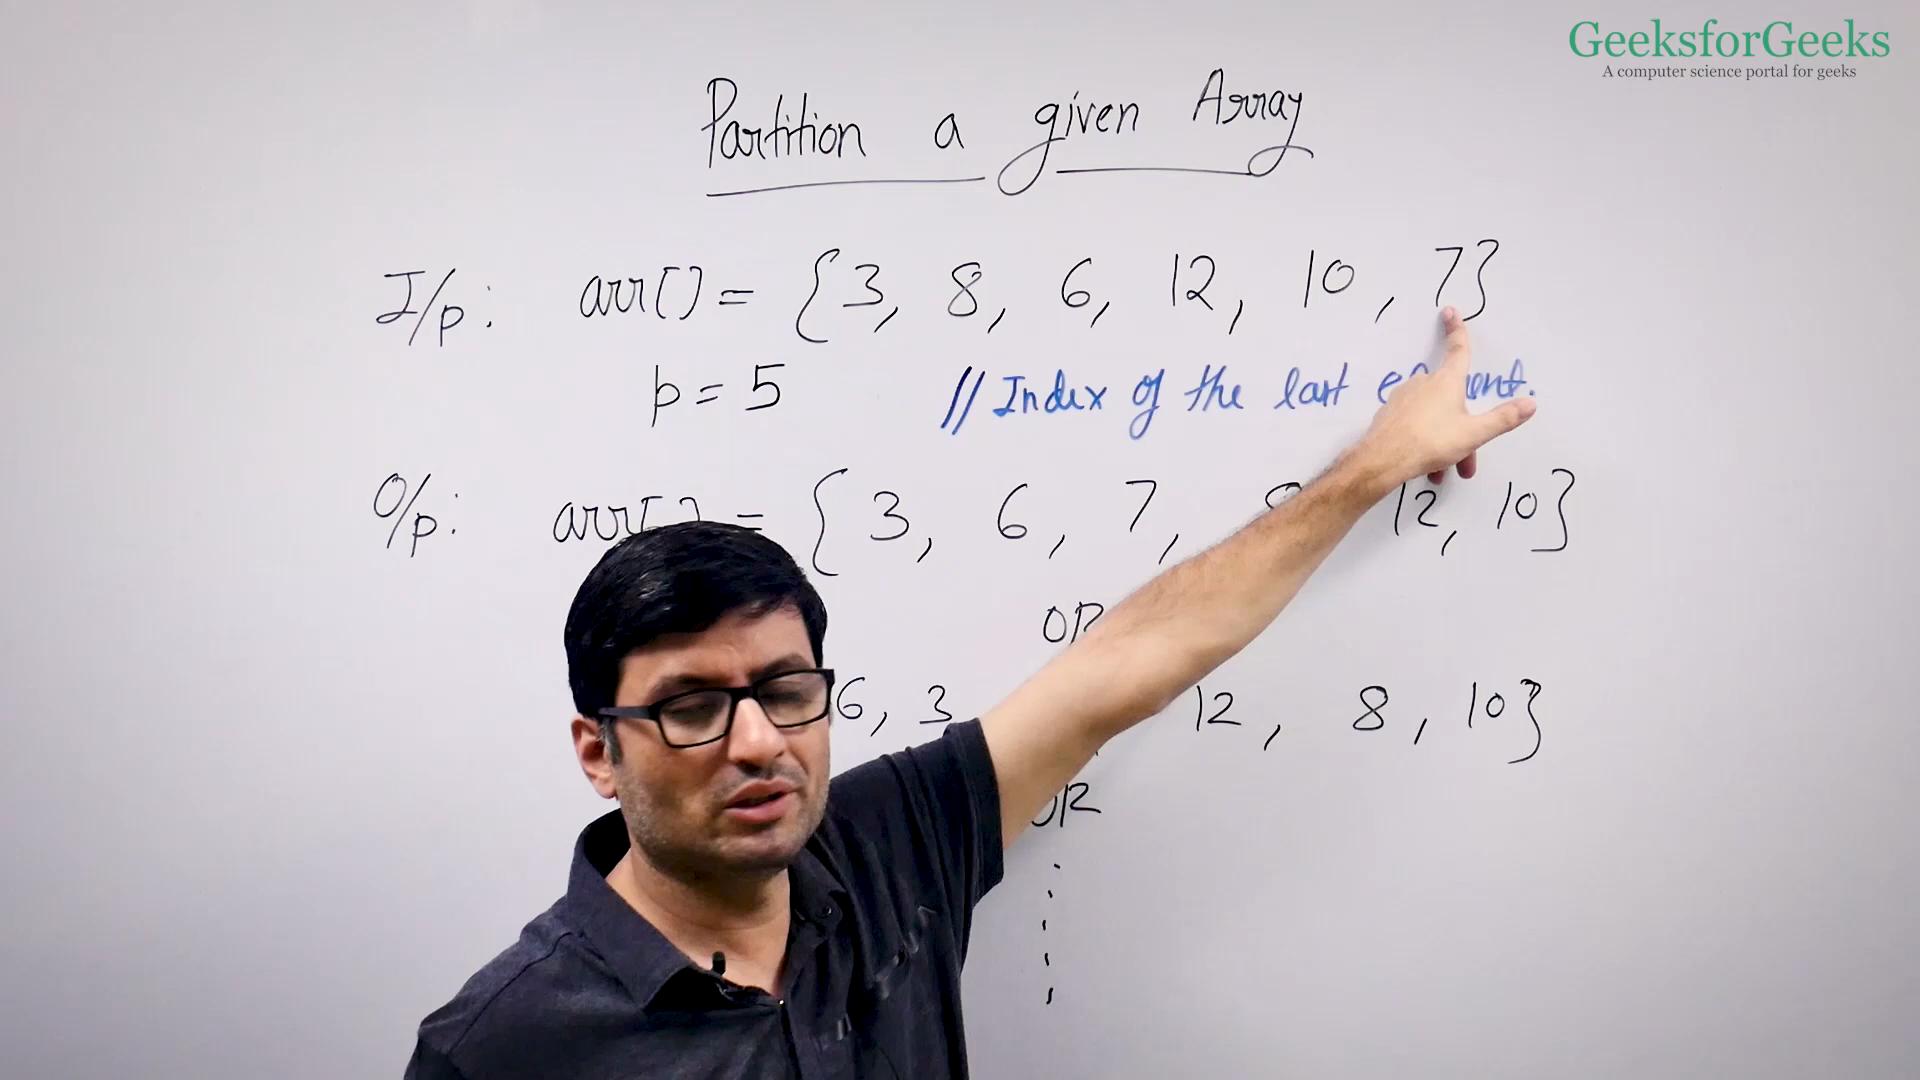 GeeksforGeeks
A computer science portal for geeks
Partition a given Array
I/p: arr[] = {3, 8, 6, 12, 10, 7}
p = 5 // Index of the last
O/p: arr[] = {3, 6, 7, 12, 10}
OR
6, 3 12, 8, 10}
OR